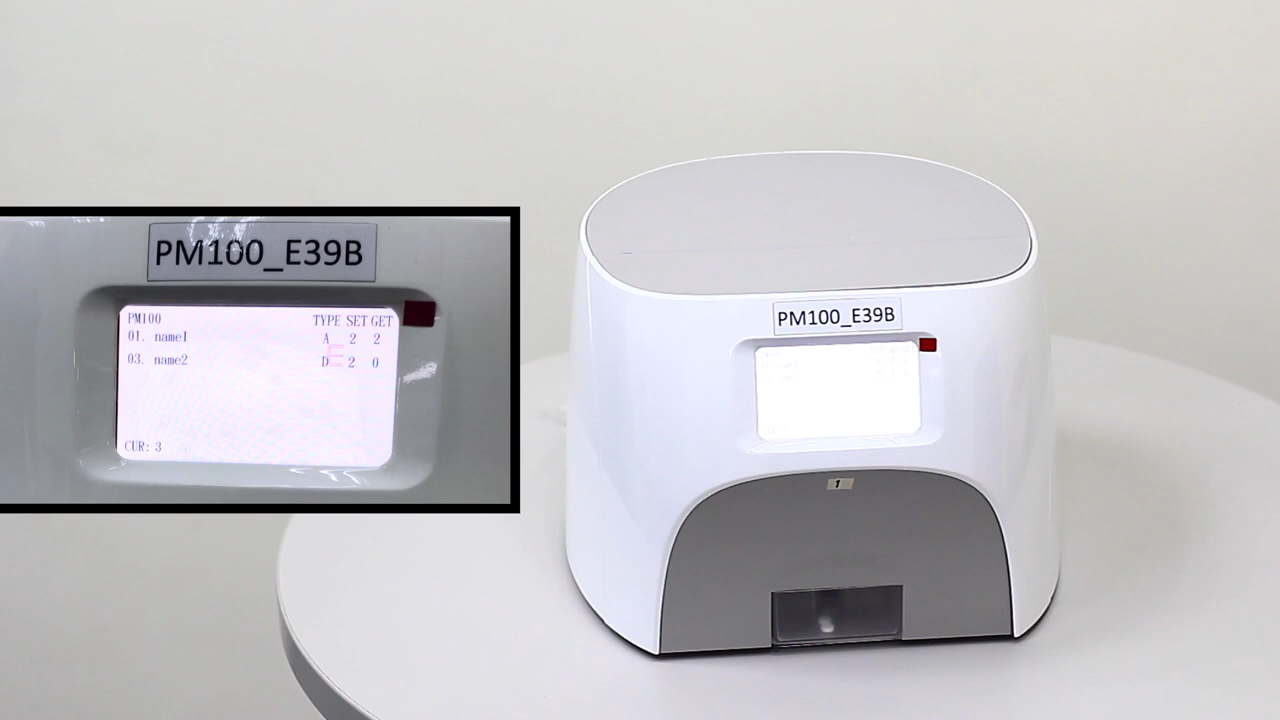 PM100_E39B
PM100 TYPE SET GET
01. name1 A 2 2
03. name2 D 2 0
CUR: 3
PM100_E39B
1